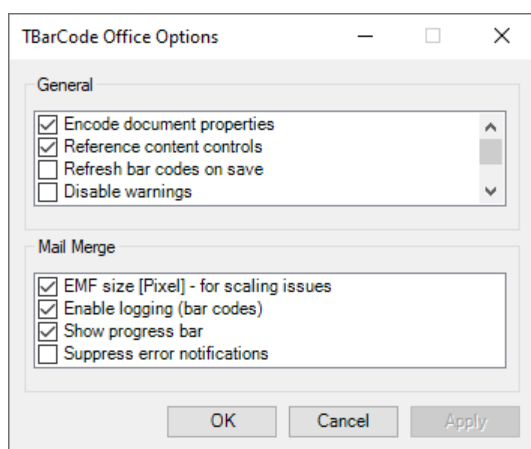 TBarCode Office Options
General
Encode document properties
Reference content controls
Refresh bar codes on save
Disable warnings
Mail Merge
EMF size [Pixel] - for scaling issues
Enable logging (bar codes)
Show progress bar
Suppress error notifications
OK Cancel Apply